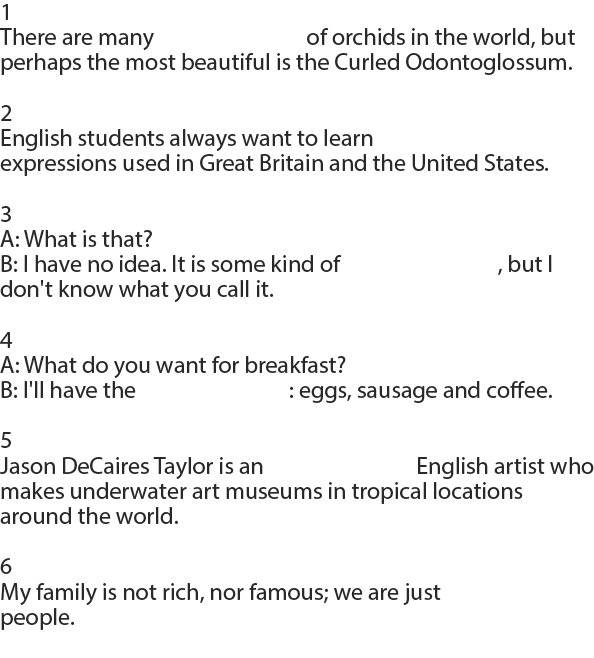 1
There are many of orchids in the world, but
perhaps the most beautiful is the Curled Odontoglossum.
2
English students always want to learn
expressions used in Great Britain and the United States.
3
A: What is that?
B: I have no idea. It is some kind of , but I
don't know what you call it.
4
A: What do you want for breakfast?
B: I'll have the : eggs, sausage and coffee.
5
Jason DeCaires Taylor is an English artist who
makes underwater art museums in tropical locations
around the world.
6
My family is not rich, nor famous; we are just
people.